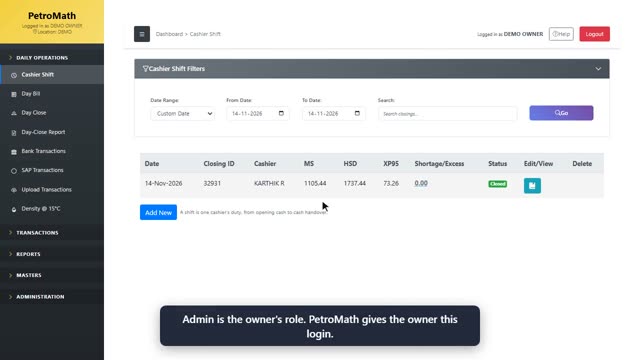 PetroMath
Logged in as DEMO OWNER
Location: DEMO
DAILY OPERATIONS
Cashier Shift
Day Bill
Day Close
Day-Close Report
Bank Transactions
SAP Transactions
Upload Transactions
Density @ 15°C
TRANSACTIONS
REPORTS
MASTERS
ADMINISTRATION
Dashboard > Cashier Shift
Logged in as DEMO OWNER
Help
Logout
Cashier Shift Filters
Date Range: From Date: To Date: Search:
Custom Date 14-11-2026 14-11-2026 Search closings... Go
Date Closing ID Cashier MS HSD XP95 Shortage/Excess Status Edit/View Delete
14-Nov-2026 32931 KARTHIK R 1105.44 1737.44 73.26 0.00 Closed
Add New A shift is one cashier's duty, from opening cash to cash handover.
Admin is the owner's role. PetroMath gives the owner this
login.